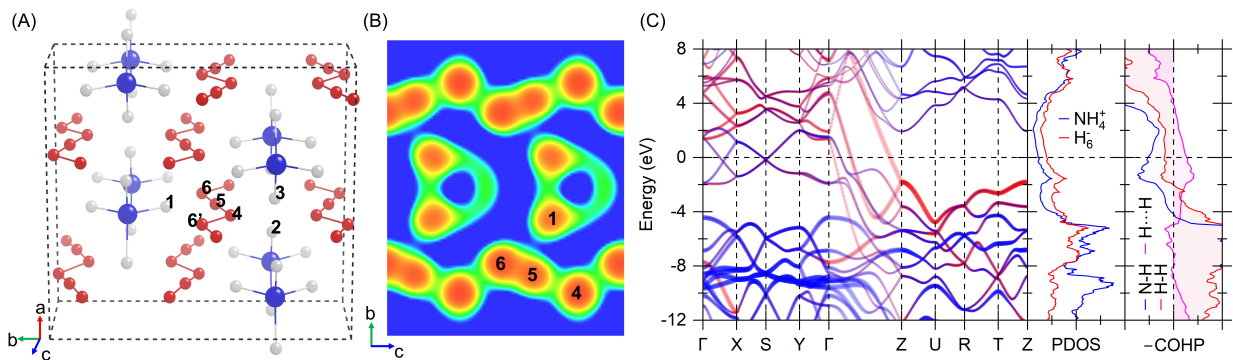 (A)
1
6
5
4
6'
3
2
a
b
c
(B)
1
6
5
4
b
c
(C)
Energy (eV)
8
4
0
-4
-8
-12
Γ X S Y Γ Z U R T Z
NH₄⁺
H₆⁻
PDOS
N-H
H-H
H···H
−COHP